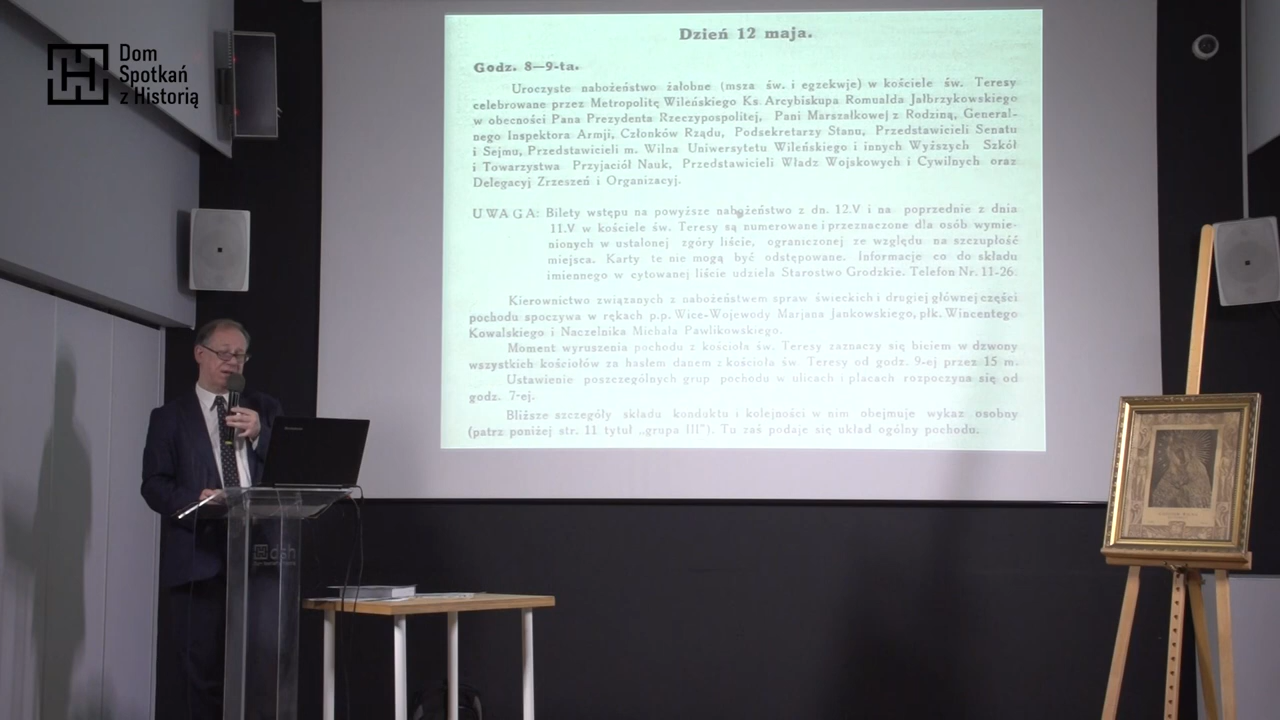 Dom
Spotkań
z Historią
Dzień 12 maja.
Godz. 8—9-ta.
Uroczyste nabożeństwo żałobne (msza św. i egzekwje) w kościele św. Teresy
celebrowane przez Metropolitę Wileńskiego Ks Arcybiskupa Romualda Jałbrzykowskiego
w obecności Pana Prezydenta Rzeczypospolitej, Pani Marszałkowej z Rodziną, General-
nego Inspektora Armji, Członków Rządu, Podsekretarzy Stanu, Przedstawicieli Senatu
i Sejmu, Przedstawicieli m. Wilna Uniwersytetu Wileńskiego i innych Wyższych Szkół
i Towarzystwa Przyjaciół Nauk, Przedstawicieli Władz Wojskowych i Cywilnych oraz
Delegacyj Zrzeszeń i Organizacyj.
UWAGA: Bilety wstępu na powyższe nabożeństwo z dn. 12.V i na poprzednie z dnia
11.V w kościele św. Teresy są numerowane i przeznaczone dla osób wymie-
nionych w ustalonej zgóry liście, ograniczonej ze względu na szczupłość
miejsca. Karty te nie mogą być odstępowane. Informacje co do składu
imiennego w cytowanej liście udziela Starostwo Grodzkie. Telefon Nr. 11-26.
Kierownictwo związanych z nabożeństwem spraw świeckich i drugiej głównej części
pochodu spoczywa w rękach p.p. Wice-Wojewody Marjana Jankowskiego, płk. Wincentego
Kowalskiego i Naczelnika Michała Pawlikowskiego.
Moment wyruszenia pochodu z kościoła św. Teresy zaznaczy się biciem w dzwony
wszystkich kościołów za hasłem danem z kościoła św. Teresy od godz. 9-ej przez 15 m.
Ustawienie poszczególnych grup pochodu w ulicach i placach rozpoczyna się od
godz. 7-ej.
Bliższe szczegóły składu konduktu i kolejności w nim obejmuje wykaz osobny
(patrz poniżej str. 11 tytuł „grupa III"). Tu zaś podaje się układ ogólny pochodu.
dsh